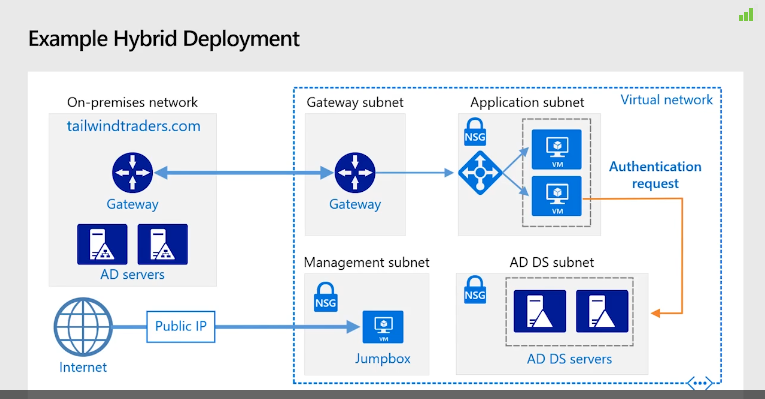 Example Hybrid Deployment
On-premises network
tailwindtraders.com
Gateway
AD servers
Gateway subnet
Gateway
Application subnet
NSG
VM
VM
Virtual network
Authentication
request
Internet
Public IP
Management subnet
NSG
VM
Jumpbox
AD DS subnet
NSG
AD DS servers